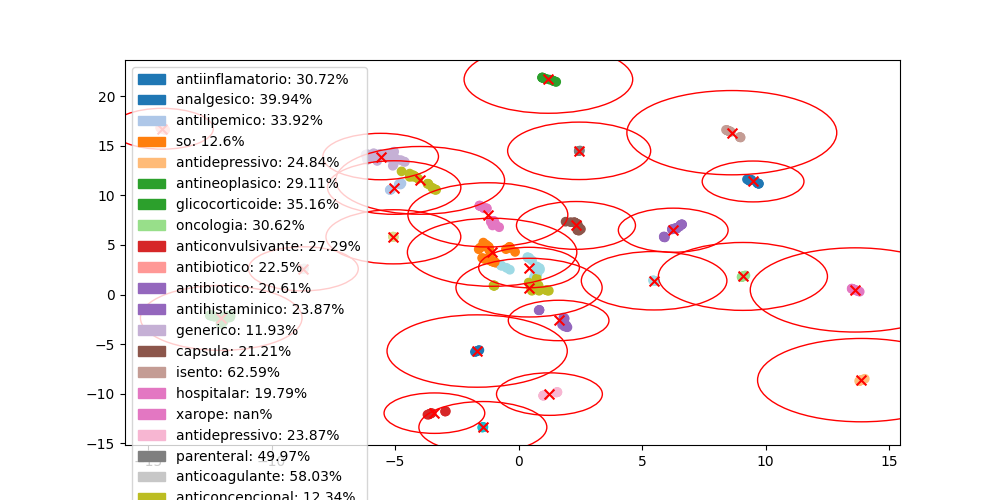 20
15
10
5
0
−5
−10
−15
antiinflamatorio: 30.72%
analgesico: 39.94%
antilipemico: 33.92%
so: 12.6%
antidepressivo: 24.84%
antineoplasico: 29.11%
glicocorticoide: 35.16%
oncologia: 30.62%
anticonvulsivante: 27.29%
antibiotico: 22.5%
antibiotico: 20.61%
antihistaminico: 23.87%
generico: 11.93%
capsula: 21.21%
isento: 62.59%
hospitalar: 19.79%
xarope: nan%
antidepressivo: 23.87%
parenteral: 49.97%
anticoagulante: 58.03%
anticoncepcional: 12.34%
−15 −10 −5 0 5 10 15